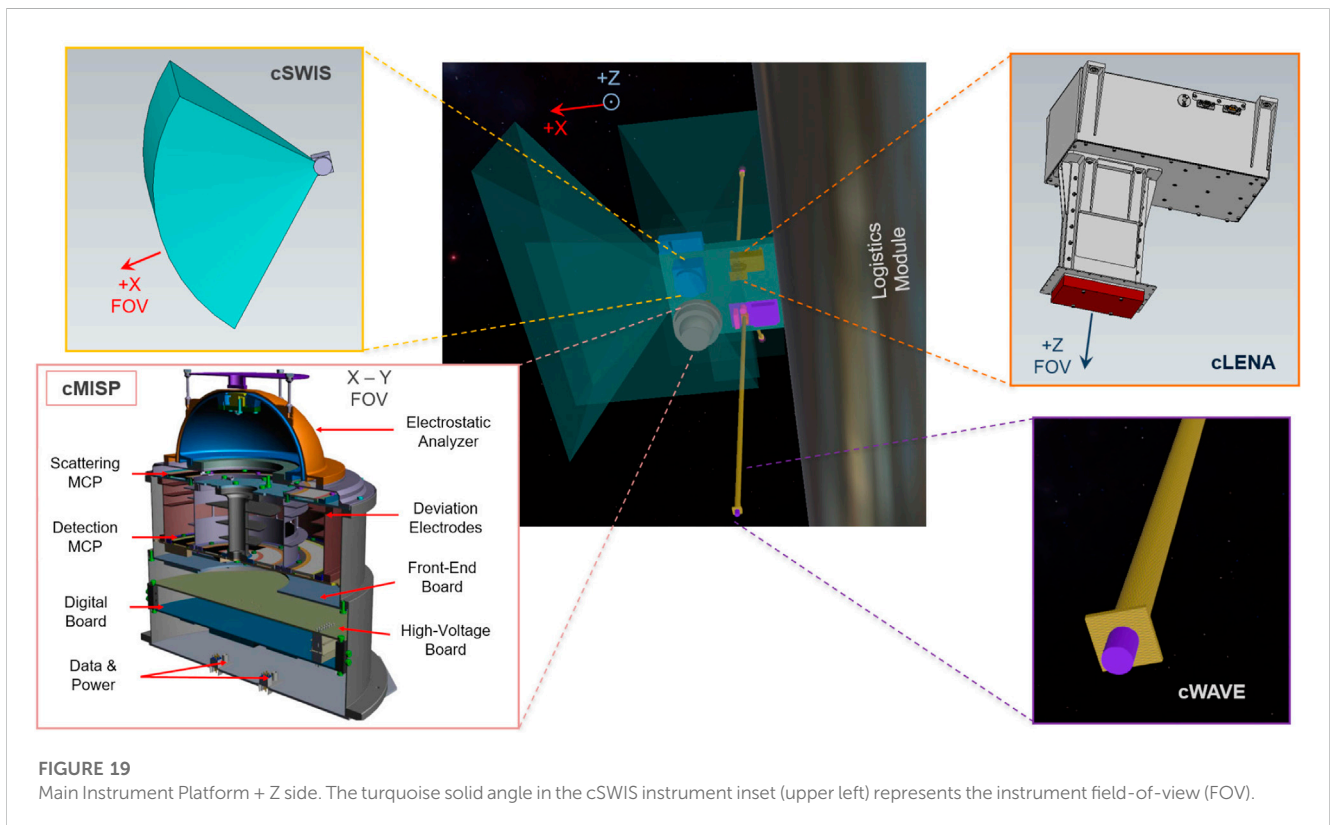 cSWIS
+X
FOV
+Z
+X
Logistics
Module
+Z
FOV
cLENA
cMISP
X – Y
FOV
Electrostatic
Analyzer
Scattering
MCP
Detection
MCP
Deviation
Electrodes
Front-End
Board
Digital
Board
High-Voltage
Board
Data &
Power
cWAVE
FIGURE 19
Main Instrument Platform + Z side. The turquoise solid angle in the cSWIS instrument inset (upper left) represents the instrument field-of-view (FOV).